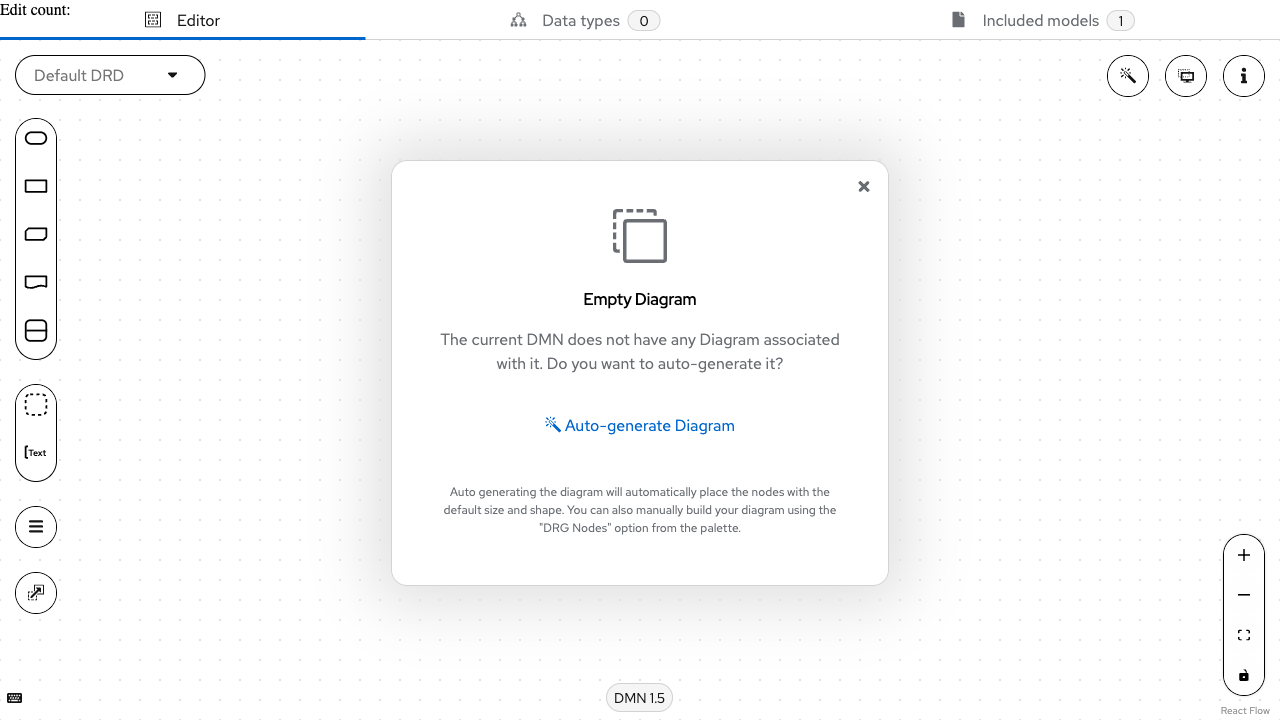 Edit count:
Editor
Data types 0
Included models 1
Default DRD
Empty Diagram
The current DMN does not have any Diagram associated
with it. Do you want to auto-generate it?
Auto-generate Diagram
Auto generating the diagram will automatically place the nodes with the
default size and shape. You can also manually build your diagram using the
"DRG Nodes" option from the palette.
Text
DMN 1.5
React Flow